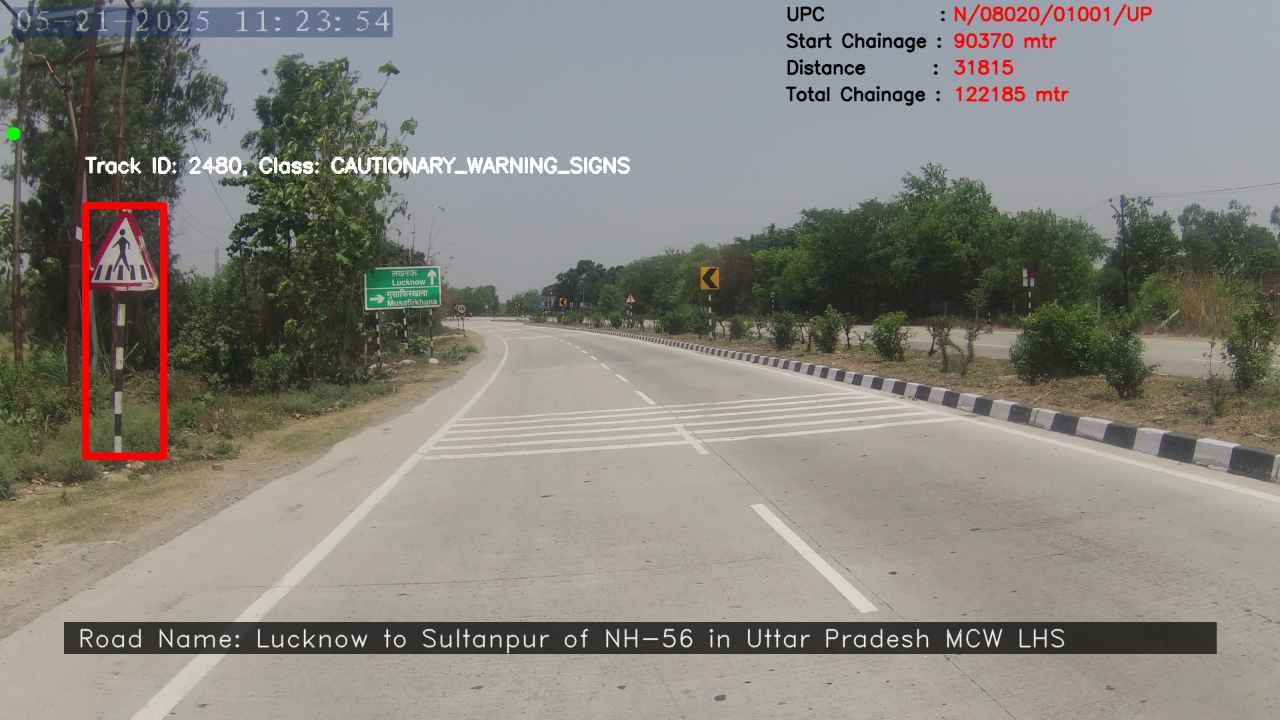 05-21-2025 11:23:54
UPC : N/08020/01001/UP
Start Chainage : 90370 mtr
Distance : 31815
Total Chainage : 122185 mtr
Track ID: 2480, Class: CAUTIONARY_WARNING_SIGNS
लखनऊ
Lucknow
मुसाफिरखाना
Musafirkhana
Road Name: Lucknow to Sultanpur of NH-56 in Uttar Pradesh MCW LHS